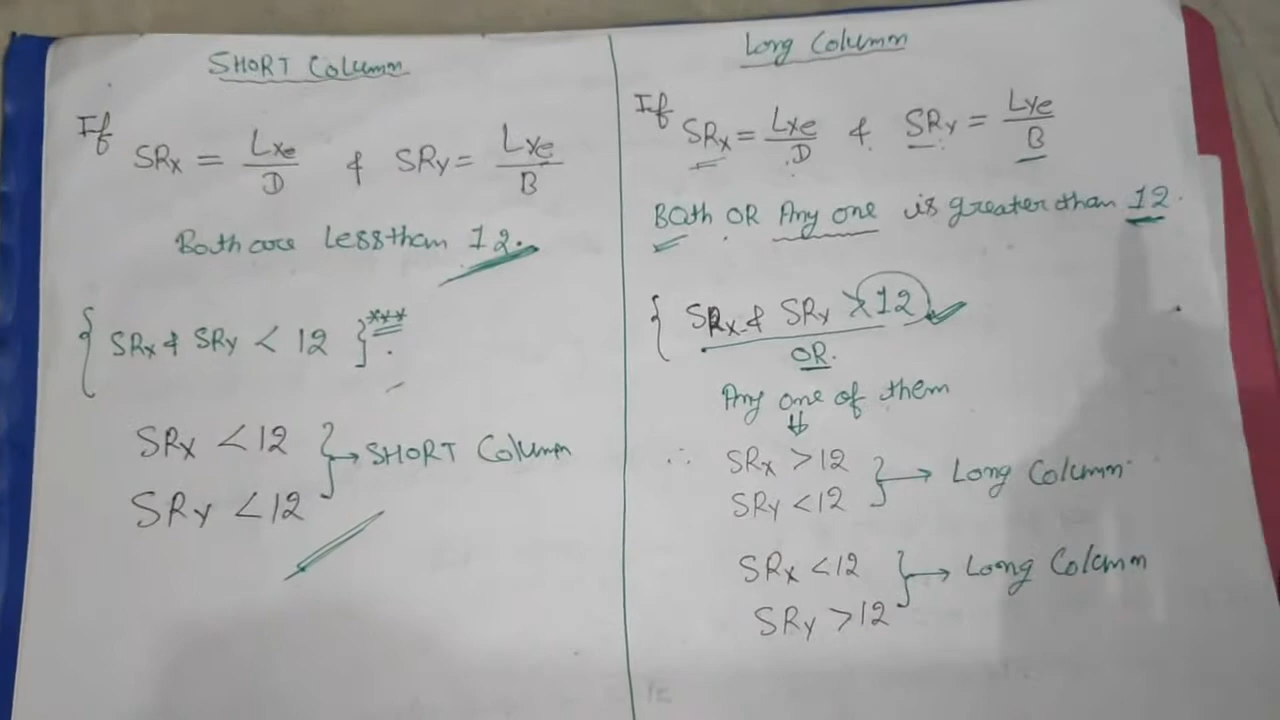 SHORT Column
If
SRx = Lxe/D & SRy = Lye/B
Both are Less than 12.
{ SRx & SRy < 12 } ***
SRx < 12
SRy < 12 } → SHORT Column
Long Column
If SRx = Lxe/D & SRy = Lye/B
Both OR Any one is greater than 12.
{ SRx & SRy > 12
OR.
Any one of them
⇓
∴ SRx > 12
SRy < 12 } → Long Column
SRx < 12
SRy > 12 } → Long Column